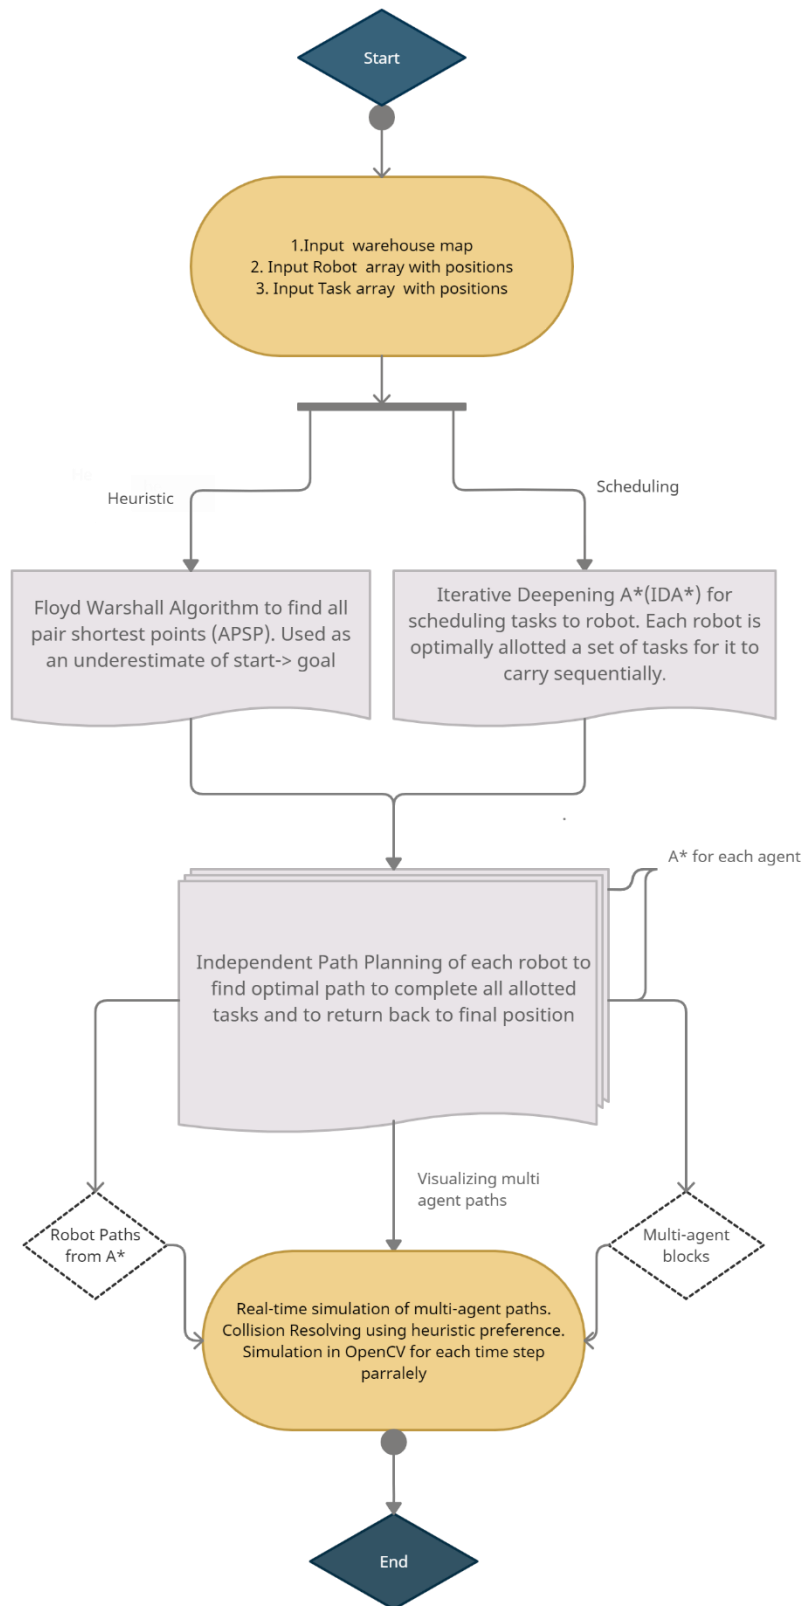 Start
1.Input warehouse map
2. Input Robot array with positions
3. Input Task array with positions
Heuristic
Scheduling
Floyd Warshall Algorithm to find all
pair shortest points (APSP). Used as
an underestimate of start-> goal
Iterative Deepening A*(IDA*) for
scheduling tasks to robot. Each robot is
optimally allotted a set of tasks for it to
carry sequentially.
A* for each agent
Independent Path Planning of each robot to
find optimal path to complete all allotted
tasks and to return back to final position
Visualizing multi
agent paths
Robot Paths
from A*
Multi-agent
blocks
Real-time simulation of multi-agent paths.
Collision Resolving using heuristic preference.
Simulation in OpenCV for each time step
parralely
End